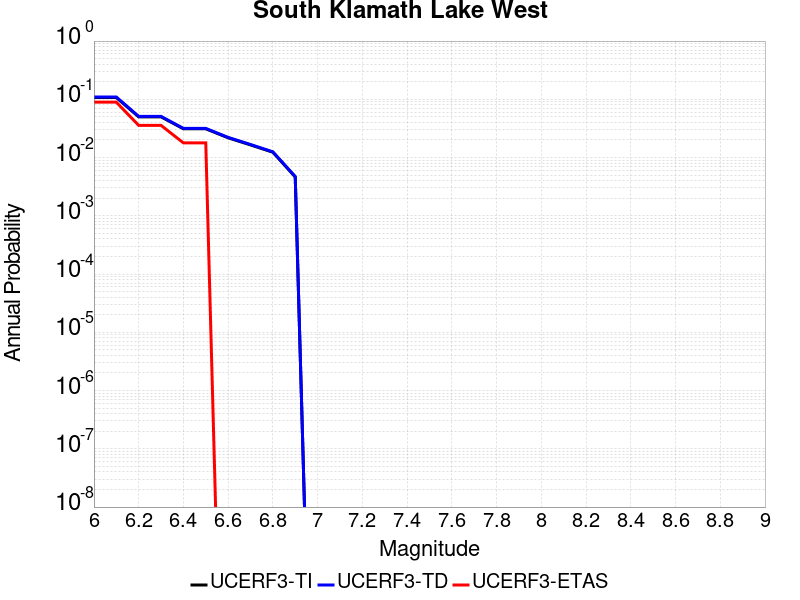 South Klamath Lake West
10^0
10^-1
10^-2
10^-3
10^-4
10^-5
10^-6
10^-7
10^-8
Annual Probability
6 6.2 6.4 6.6 6.8 7 7.2 7.4 7.6 7.8 8 8.2 8.4 8.6 8.8 9
Magnitude
UCERF3-TI UCERF3-TD UCERF3-ETAS